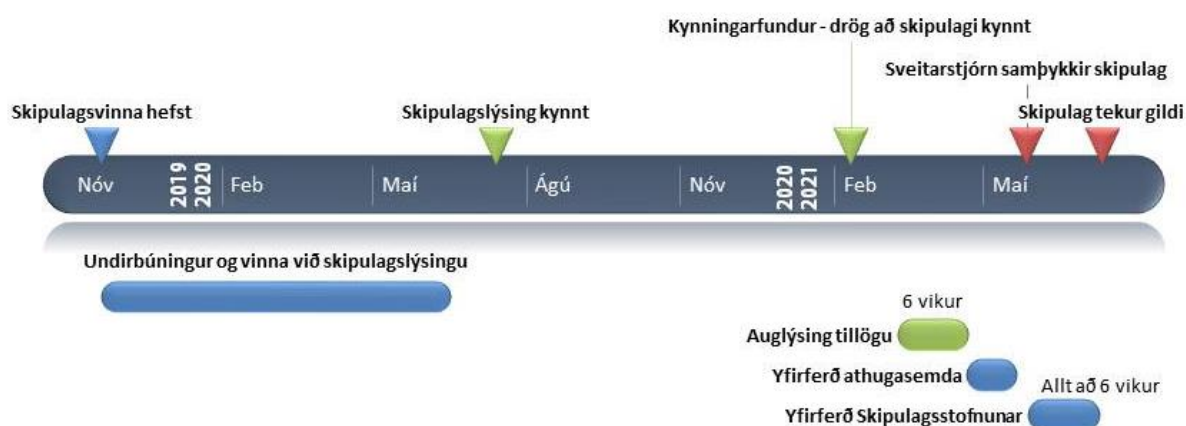 Kynningarfundur - drög að skipulagi kynnt
Sveitarstjórn samþykkir skipulag
Skipulagsvinna hefst
Skipulagslýsing kynnt
Skipulag tekur gildi
Nóv
2019
2020
Feb
Maí
Ágú
Nóv
2020
2021
Feb
Maí
Undirbúningur og vinna við skipulagslýsingu
6 vikur
Auglýsing tillögu
Yfirferð athugasemda
Allt að 6 vikur
Yfirferð Skipulagsstofnunar